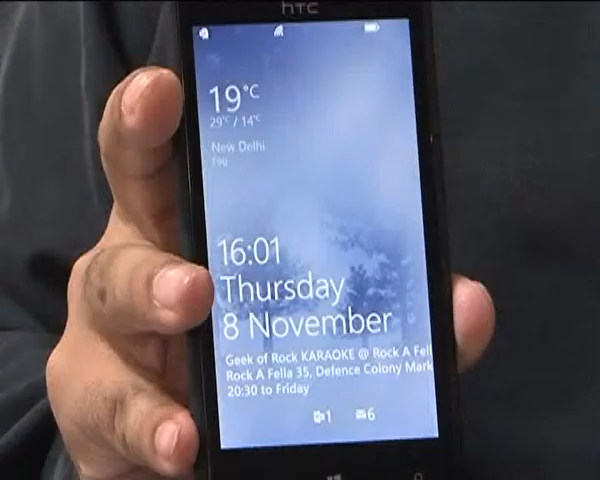 hTC
19°C
29°C / 14°C
New Delhi
16:01
Thursday
8 November
Geek of Rock KARAOKE @ Rock A Fell
Rock A Fella 35, Defence Colony Mark
20:30 to Friday
1 6